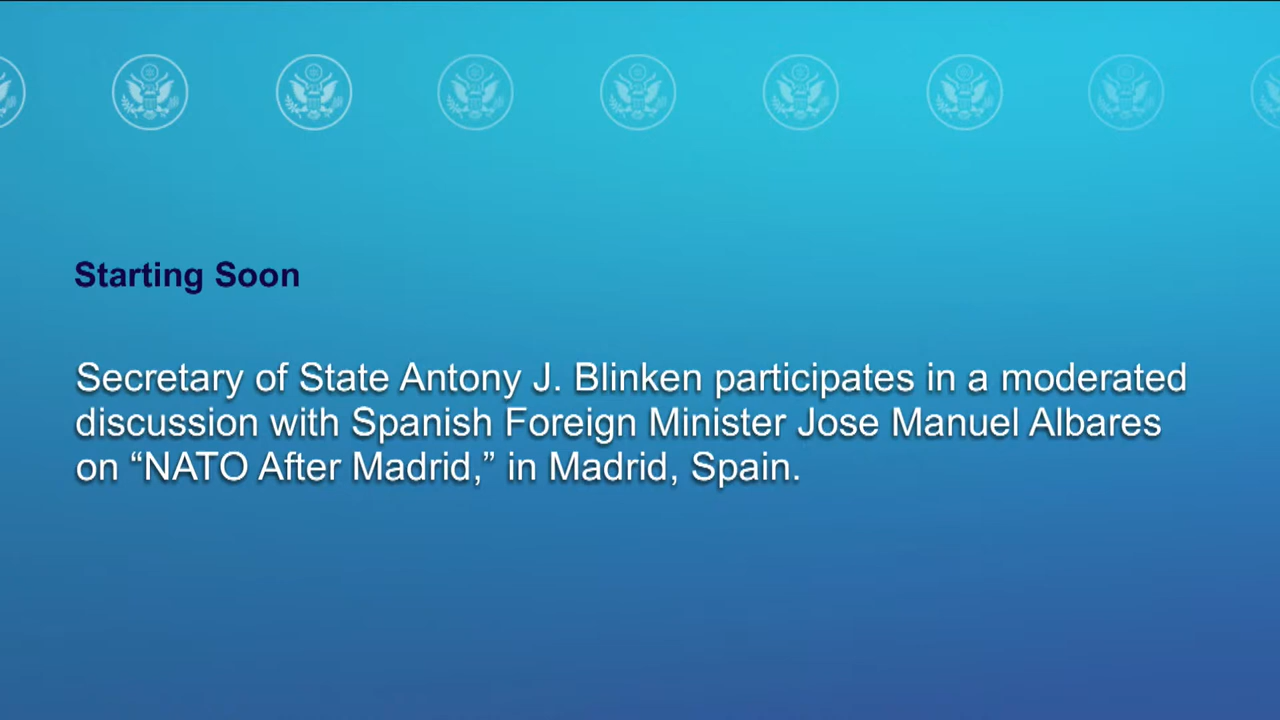 Starting Soon
Secretary of State Antony J. Blinken participates in a moderated
discussion with Spanish Foreign Minister Jose Manuel Albares
on “NATO After Madrid,” in Madrid, Spain.